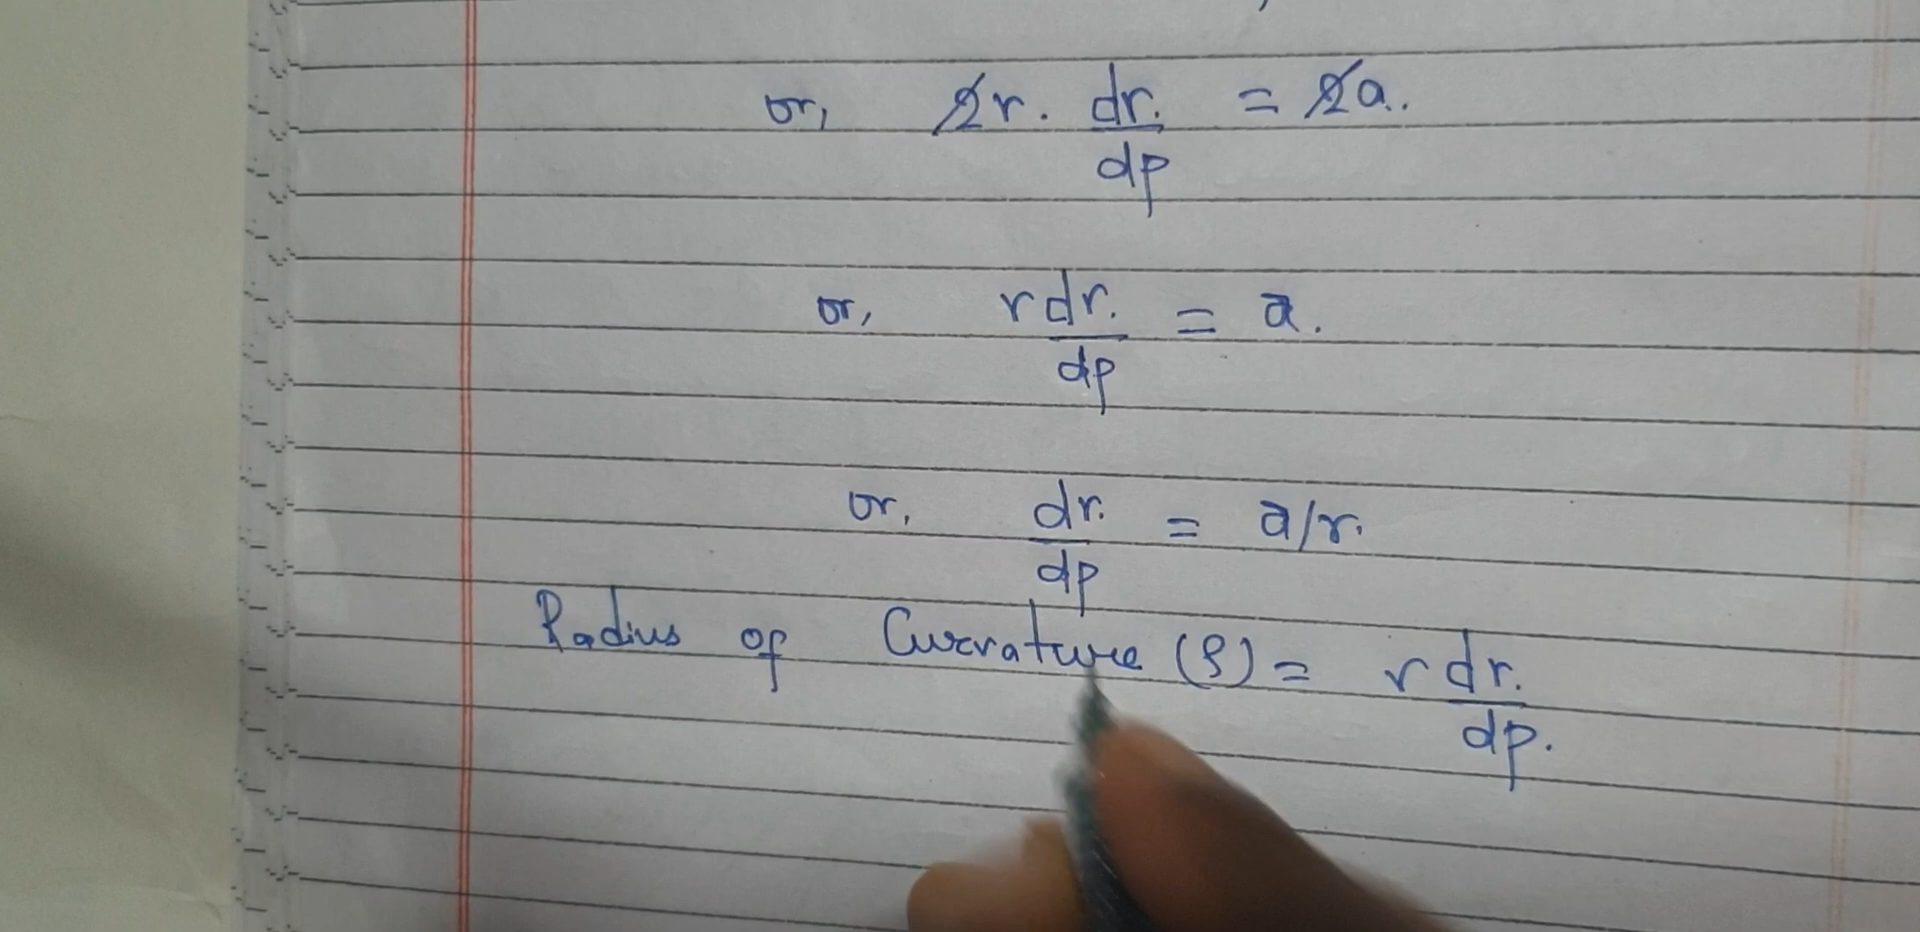 or, 2r. dr./dp = 2a.
or, r dr./dp = a.
or, dr./dp = a/r.
Radius of Curvature (ρ) = r dr./dp.